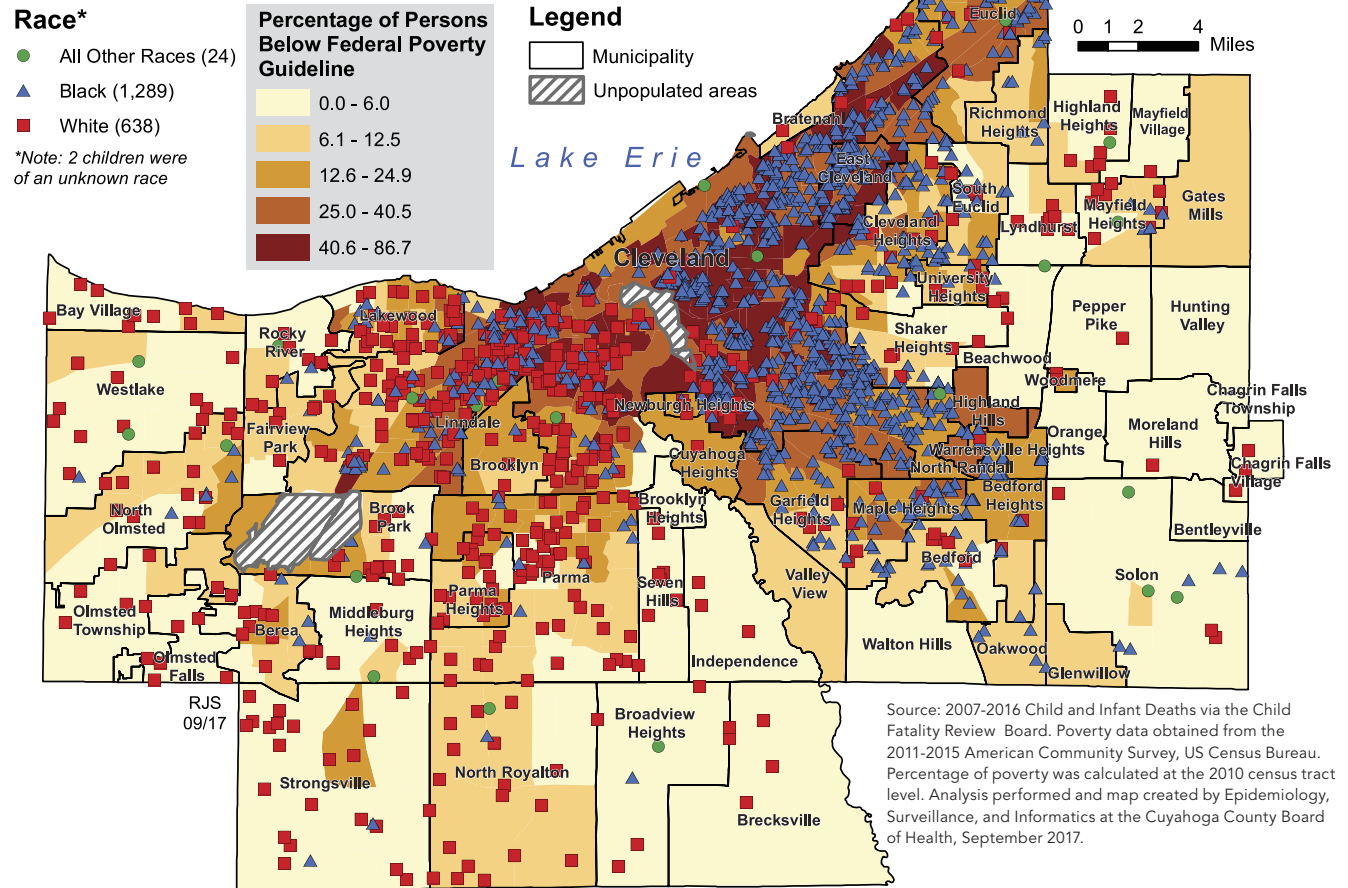 Race*
All Other Races (24)
Black (1,289)
White (638)
*Note: 2 children were
of an unknown race
Percentage of Persons
Below Federal Poverty
Guideline
0.0 - 6.0
6.1 - 12.5
12.6 - 24.9
25.0 - 40.5
40.6 - 86.7
Legend
Municipality
Unpopulated areas
0 1 2 4
Miles
Lake Erie
Euclid
Bratenahl
Richmond
Heights
Highland
Heights
Mayfield
Village
East
Cleveland
South
Euclid
Gates
Mills
Cleveland
Heights
Lyndhurst
Mayfield
Heights
Cleveland
University
Heights
Bay Village
Lakewood
Rocky
River
Shaker
Heights
Pepper
Pike
Hunting
Valley
Beachwood
Westlake
Woodmere
Chagrin Falls
Township
Newburgh Heights
Highland
Hills
Linndale
Fairview
Park
Orange
Moreland
Hills
Cuyahoga
Heights
Warrensville Heights
North Randall
Chagrin Falls
Village
Brooklyn
Bedford
Heights
North
Olmsted
Brook
Park
Brooklyn
Heights
Garfield
Heights
Maple Heights
Bentleyville
Bedford
Parma
Seven
Hills
Valley
View
Solon
Olmsted
Township
Parma
Heights
Middleburg
Heights
Berea
Walton Hills
Oakwood
Independence
Olmsted
Falls
Glenwillow
RJS
09/17
Broadview
Heights
Strongsville
North Royalton
Brecksville
Source: 2007-2016 Child and Infant Deaths via the Child
Fatality Review Board. Poverty data obtained from the
2011-2015 American Community Survey, US Census Bureau.
Percentage of poverty was calculated at the 2010 census tract
level. Analysis performed and map created by Epidemiology,
Surveillance, and Informatics at the Cuyahoga County Board
of Health, September 2017.